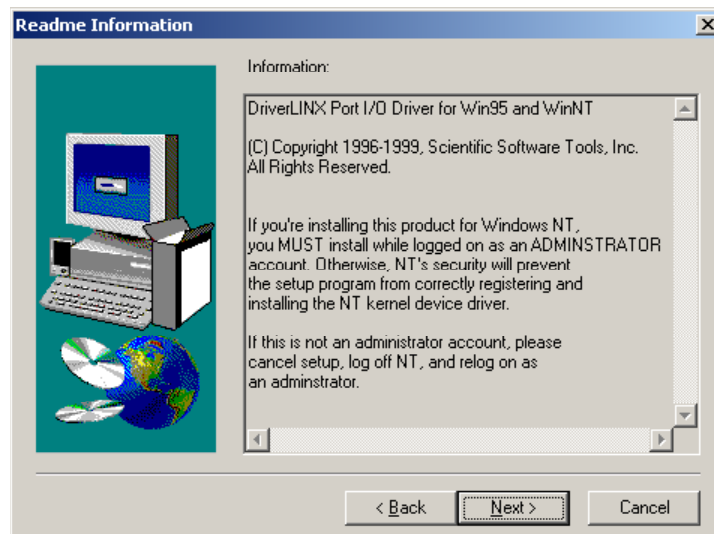 Readme Information
Information:
DriverLINX Port I/O Driver for Win95 and WinNT
(C) Copyright 1996-1999, Scientific Software Tools, Inc.
All Rights Reserved.
If you're installing this product for Windows NT,
you MUST install while logged on as an ADMINSTRATOR
account. Otherwise, NT's security will prevent
the setup program from correctly registering and
installing the NT kernel device driver.
If this is not an administrator account, please
cancel setup, log off NT, and relog on as
an adminstrator.
< Back
Next >
Cancel